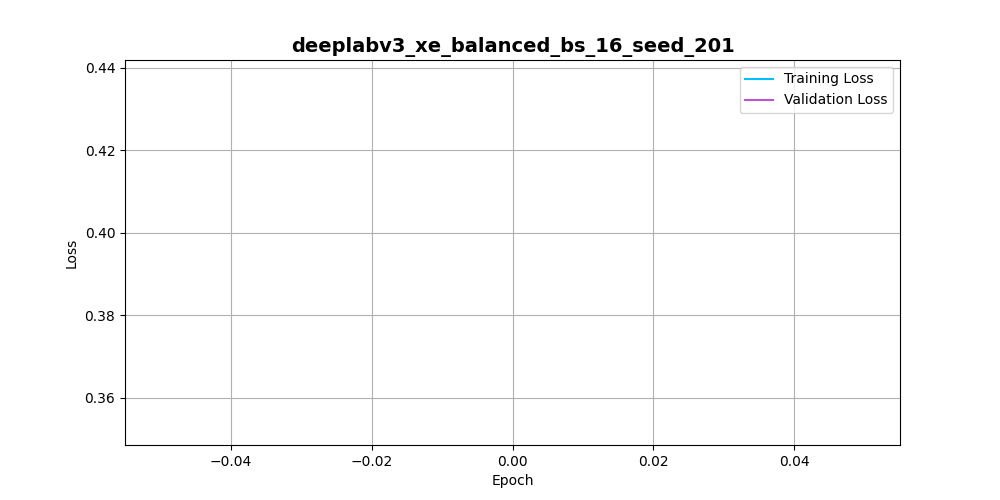 deeplabv3_xe_balanced_bs_16_seed_201
Training Loss
Validation Loss
0.44
0.42
0.40
0.38
0.36
Loss
−0.04
−0.02
0.00
0.02
0.04
Epoch